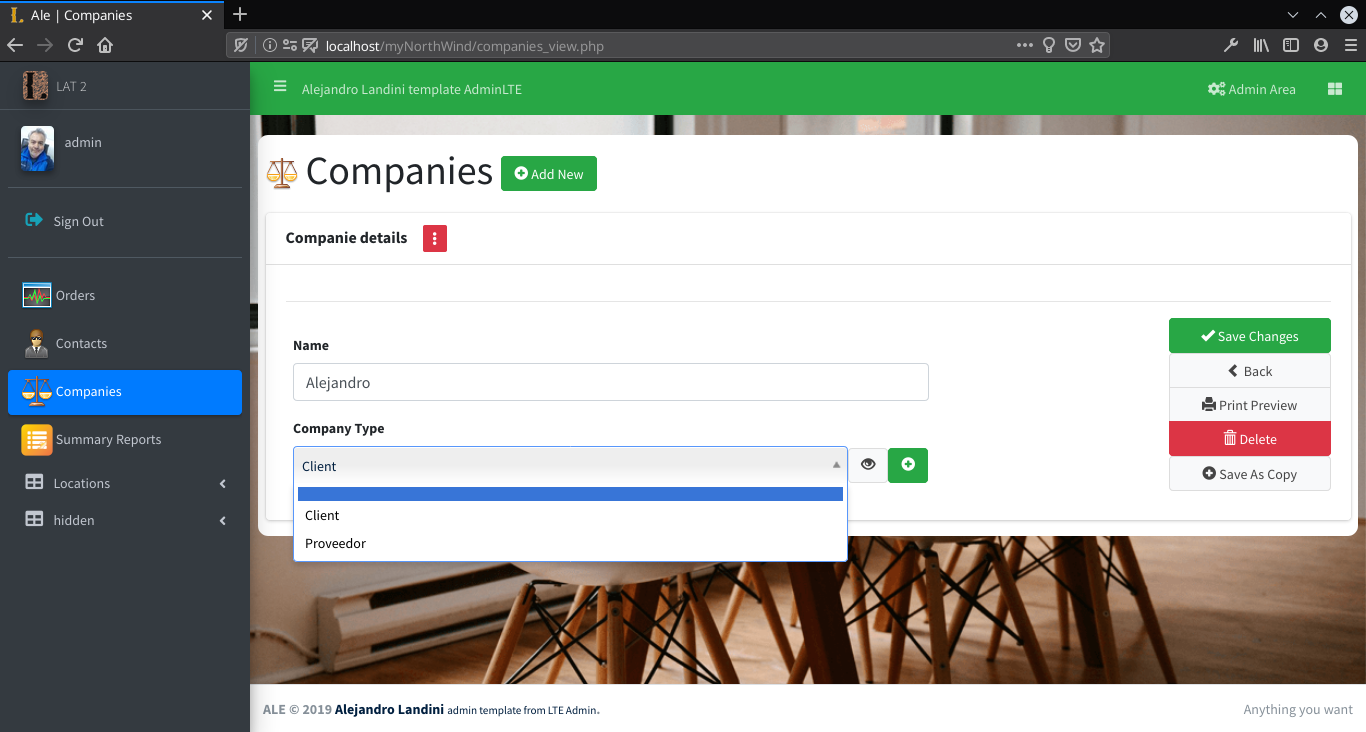 Ale | Companies
localhost/myNorthWind/companies_view.php
LAT 2
Alejandro Landini template AdminLTE
Admin Area
admin
Sign Out
Orders
Contacts
Companies
Summary Reports
Locations
hidden
Companies
Add New
Companie details
Name
Alejandro
Company Type
Client
Client
Proveedor
Save Changes
Back
Print Preview
Delete
Save As Copy
ALE © 2019 Alejandro Landini admin template from LTE Admin.
Anything you want